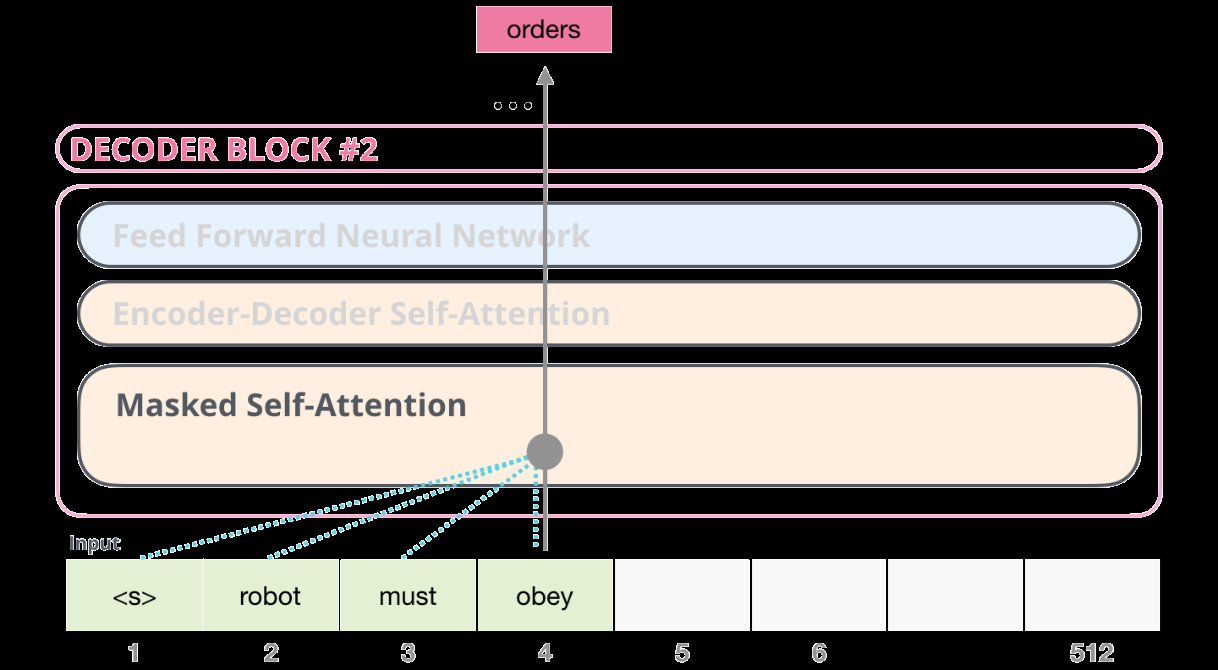 orders
DECODER BLOCK #2
Feed Forward Neural Network
Encoder-Decoder Self-Attention
Masked Self-Attention
Input
<s> robot must obey
1 2 3 4 5 6 512